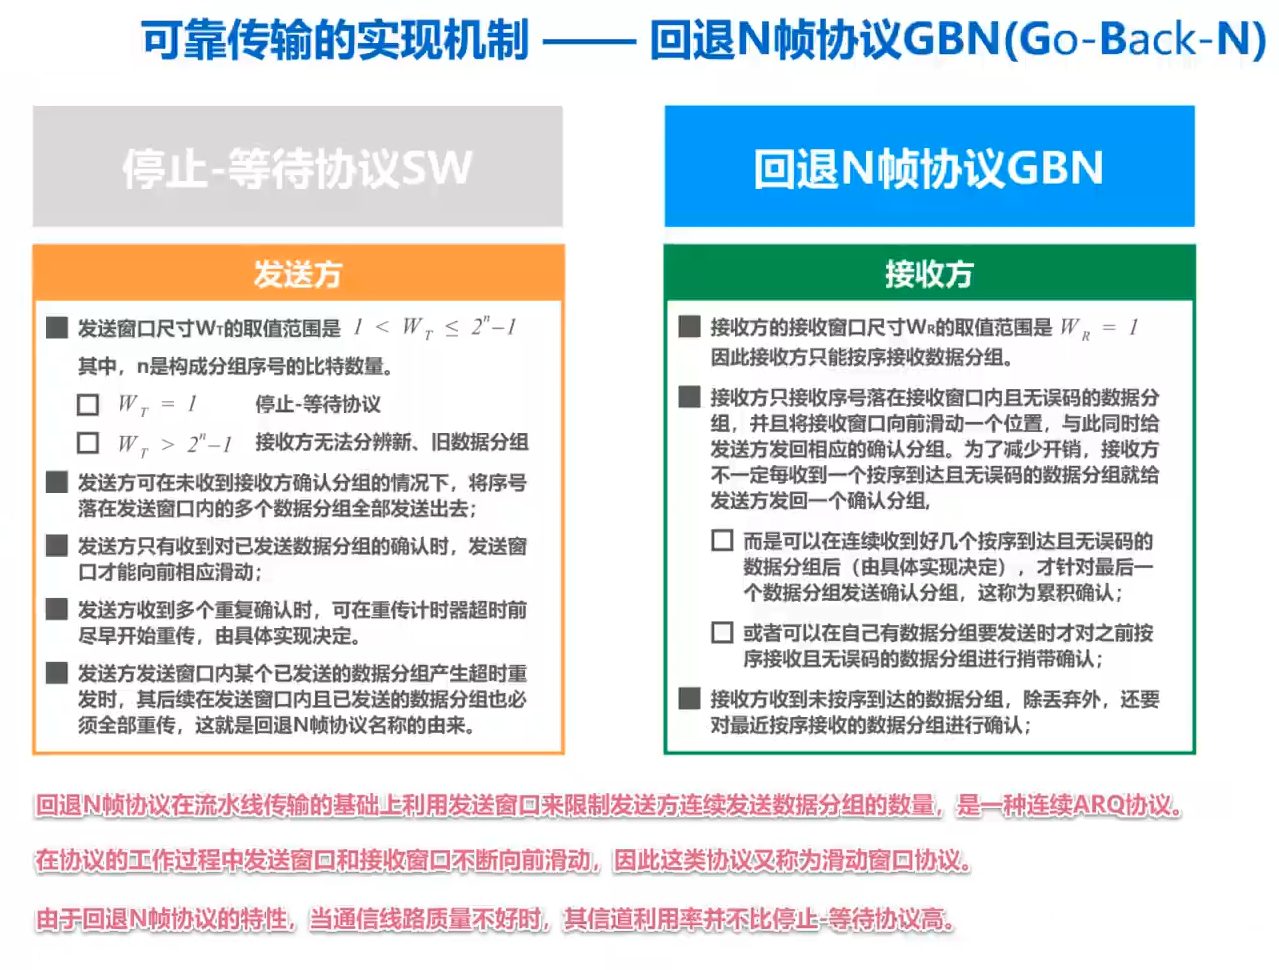 可靠传输的实现机制 —— 回退N帧协议GBN(Go-Back-N)
停止-等待协议SW
回退N帧协议GBN
发送方
发送窗口尺寸WT的取值范围是 1 < W_T ≤ 2^n–1
其中，n是构成分组序号的比特数量。
W_T = 1 停止-等待协议
W_T > 2^n–1 接收方无法分辨新、旧数据分组
发送方可在未收到接收方确认分组的情况下，将序号
落在发送窗口内的多个数据分组全部发送出去；
发送方只有收到对已发送数据分组的确认时，发送窗
口才能向前相应滑动；
发送方收到多个重复确认时，可在重传计时器超时前
尽早开始重传，由具体实现决定。
发送方发送窗口内某个已发送的数据分组产生超时重
发时，其后续在发送窗口内且已发送的数据分组也必
须全部重传，这就是回退N帧协议名称的由来。
接收方
接收方的接收窗口尺寸WR的取值范围是 W_R = 1
因此接收方只能按序接收数据分组。
接收方只接收序号落在接收窗口内且无误码的数据分
组，并且将接收窗口向前滑动一个位置，与此同时给
发送方发回相应的确认分组。为了减少开销，接收方
不一定每收到一个按序到达且无误码的数据分组就给
发送方发回一个确认分组,
而是可以在连续收到好几个按序到达且无误码的
数据分组后（由具体实现决定），才针对最后一
个数据分组发送确认分组，这称为累积确认；
或者可以在自己有数据分组要发送时才对之前按
序接收且无误码的数据分组进行捎带确认；
接收方收到未按序到达的数据分组，除丢弃外，还要
对最近按序接收的数据分组进行确认；
回退N帧协议在流水线传输的基础上利用发送窗口来限制发送方连续发送数据分组的数量，是一种连续ARQ协议。
在协议的工作过程中发送窗口和接收窗口不断向前滑动，因此这类协议又称为滑动窗口协议。
由于回退N帧协议的特性，当通信线路质量不好时，其信道利用率并不比停止-等待协议高。